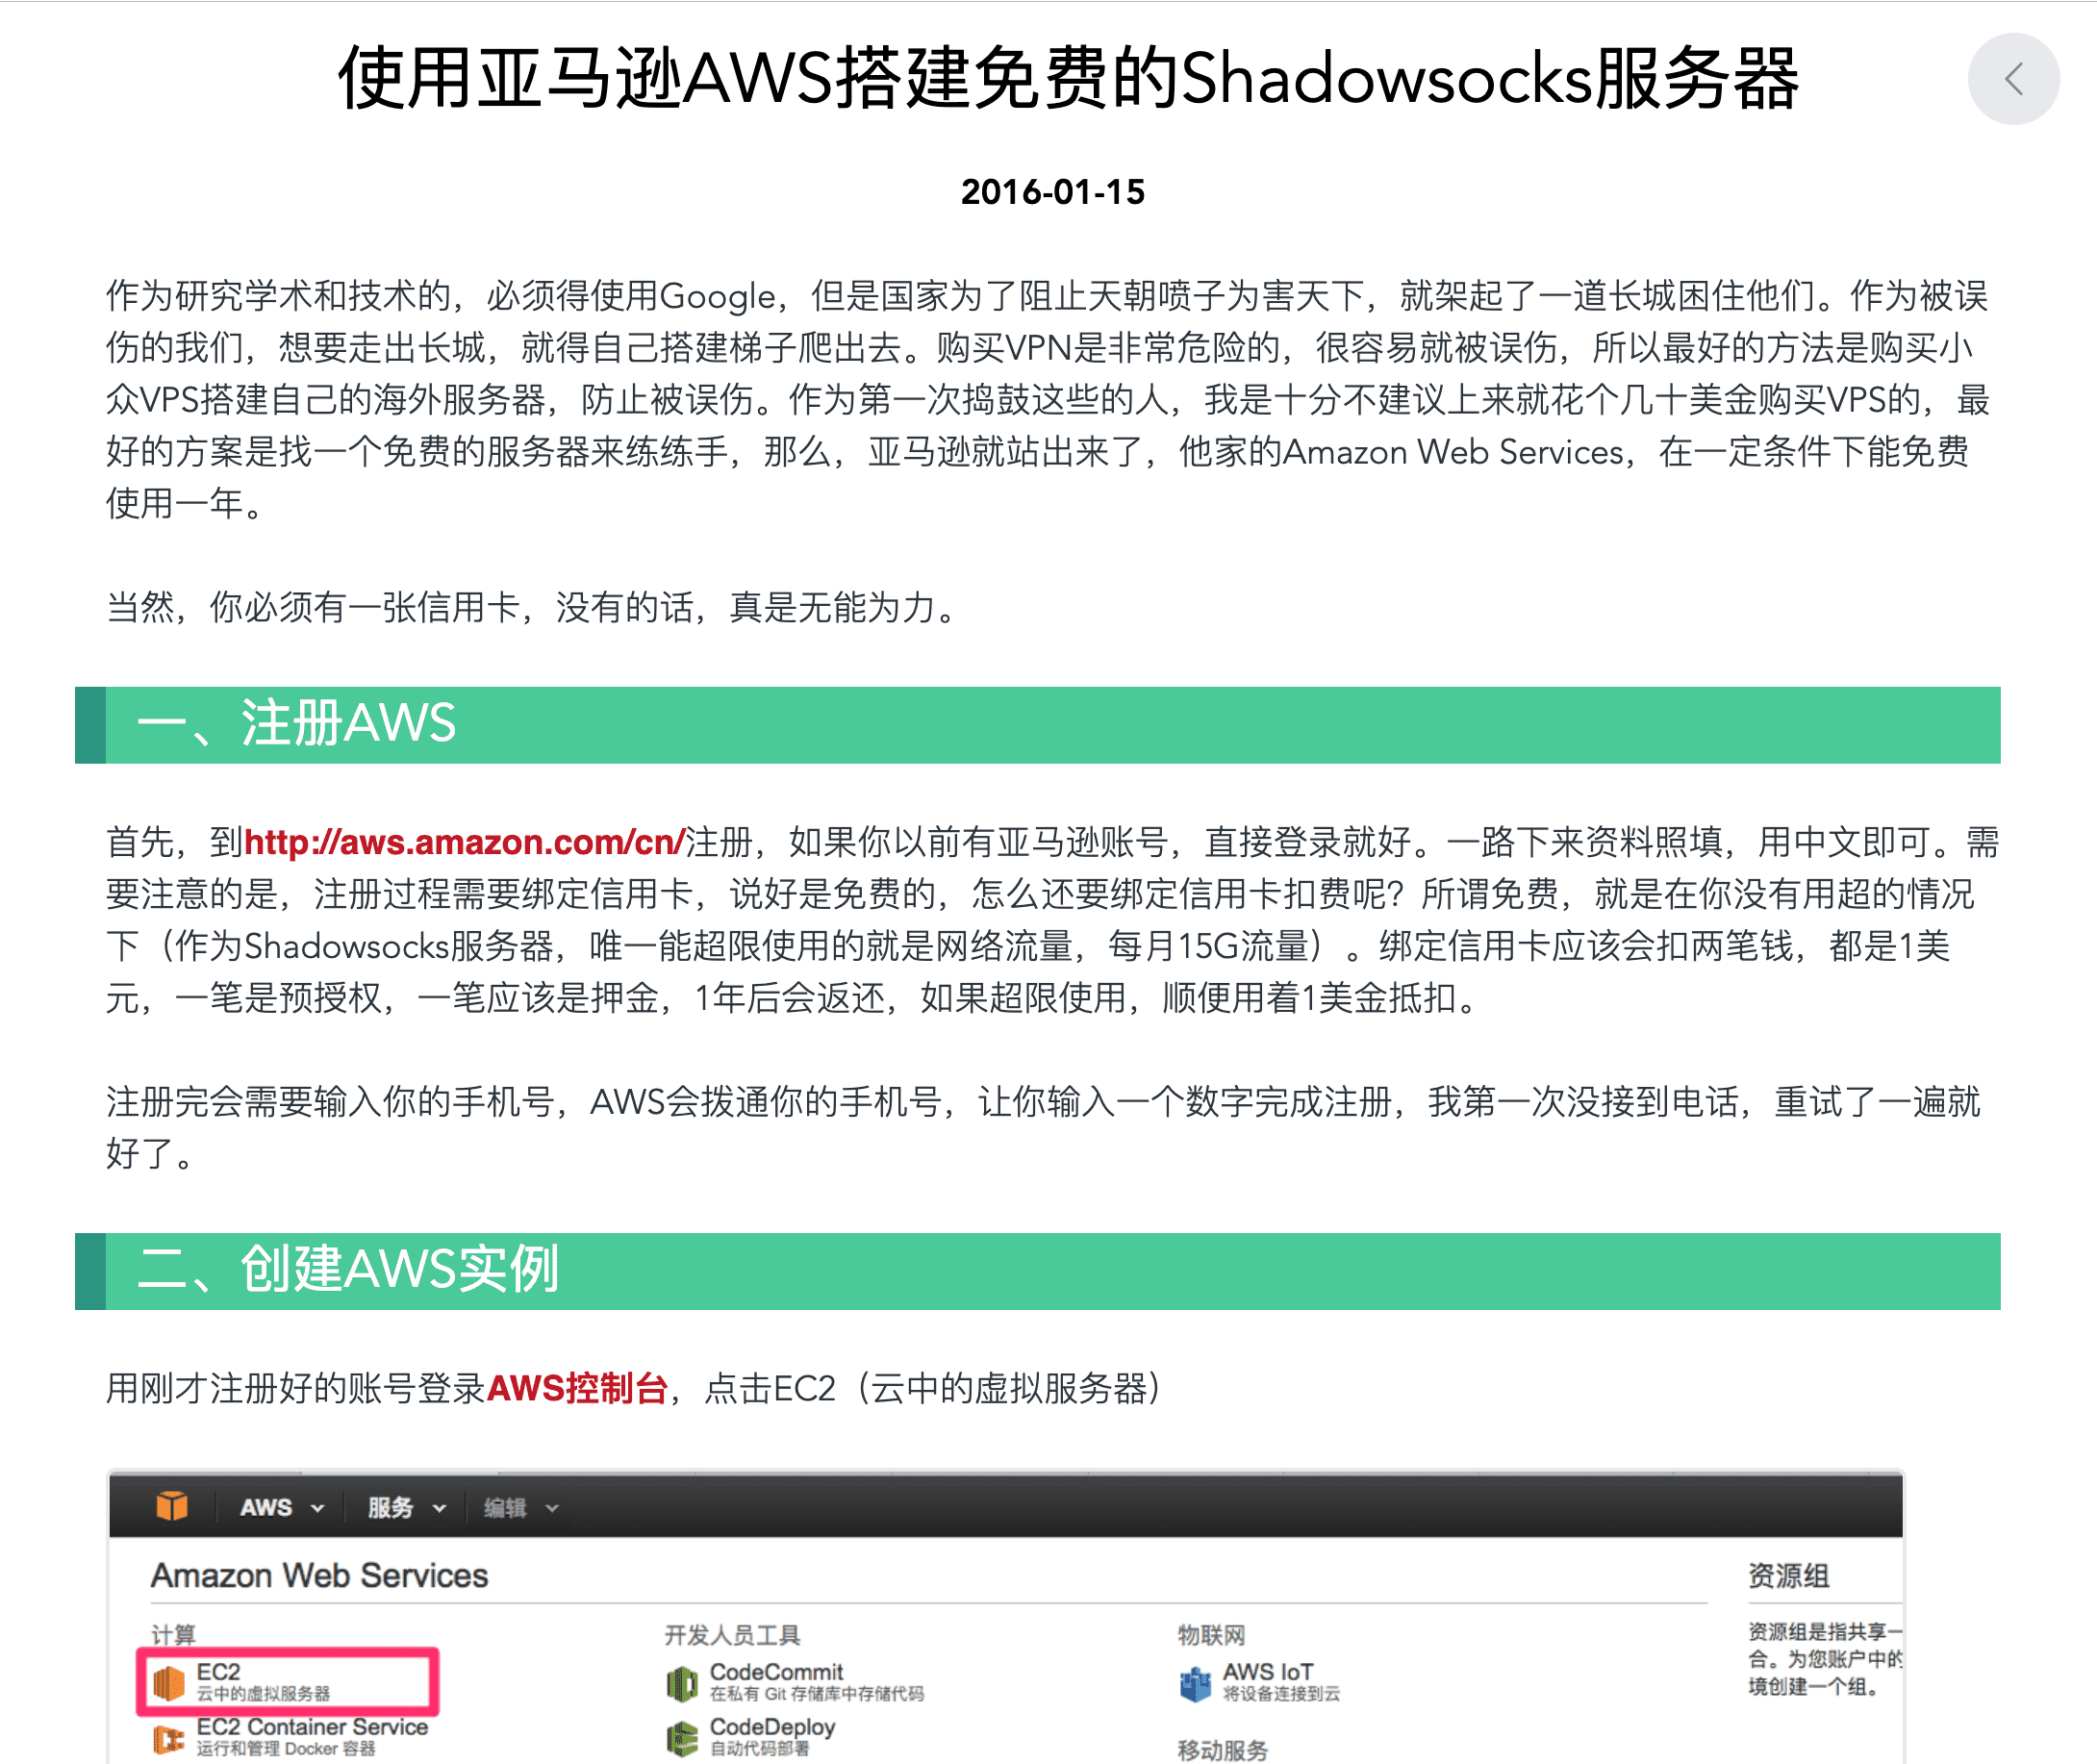 使用亚马逊AWS搭建免费的Shadowsocks服务器
2016-01-15
作为研究学术和技术的，必须得使用Google，但是国家为了阻止天朝喷子为害天下，就架起了一道长城困住他们。作为被误
伤的我们，想要走出长城，就得自己搭建梯子爬出去。购买VPN是非常危险的，很容易就被误伤，所以最好的方法是购买小
众VPS搭建自己的海外服务器，防止被误伤。作为第一次捣鼓这些的人，我是十分不建议上来就花个几十美金购买VPS的，最
好的方案是找一个免费的服务器来练练手，那么，亚马逊就站出来了，他家的Amazon Web Services，在一定条件下能免费
使用一年。
当然，你必须有一张信用卡，没有的话，真是无能为力。
一、注册AWS
首先，到http://aws.amazon.com/cn/注册，如果你以前有亚马逊账号，直接登录就好。一路下来资料照填，用中文即可。需
要注意的是，注册过程需要绑定信用卡，说好是免费的，怎么还要绑定信用卡扣费呢？所谓免费，就是在你没有用超的情况
下（作为Shadowsocks服务器，唯一能超限使用的就是网络流量，每月15G流量）。绑定信用卡应该会扣两笔钱，都是1美
元，一笔是预授权，一笔应该是押金，1年后会返还，如果超限使用，顺便用着1美金抵扣。
注册完会需要输入你的手机号，AWS会拨通你的手机号，让你输入一个数字完成注册，我第一次没接到电话，重试了一遍就
好了。
二、创建AWS实例
用刚才注册好的账号登录AWS控制台，点击EC2（云中的虚拟服务器）
AWS 服务 编辑
Amazon Web Services
资源组
计算
开发人员工具
物联网
资源组是指共享一
合。为您账户中的
境创建一个组。
EC2
云中的虚拟服务器
CodeCommit
在私有 Git 存储库中存储代码
AWS IoT
将设备连接到云
EC2 Container Service
运行和管理 Docker 容器
CodeDeploy
自动代码部署
移动服务